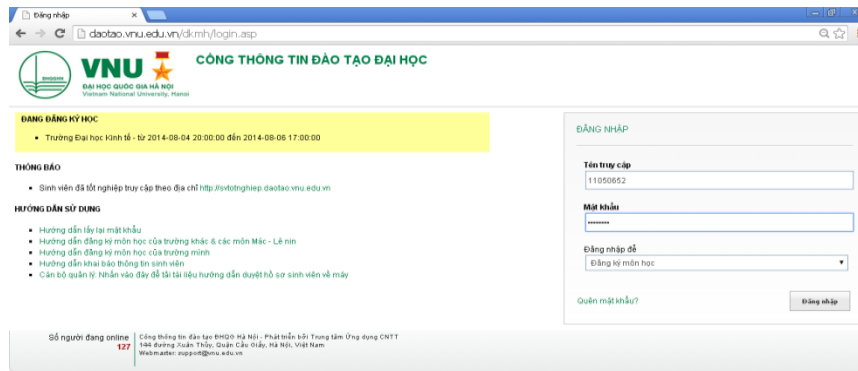 Đăng nhập
daotao.vnu.edu.vn/dkmh/login.asp
VNU
ĐẠI HỌC QUỐC GIA HÀ NỘI
Vietnam National University, Hanoi
CỔNG THÔNG TIN ĐÀO TẠO ĐẠI HỌC
ĐANG ĐĂNG KÝ HỌC
Trường Đại học Kinh tế - từ 2014-08-04 20:00:00 đến 2014-08-06 17:00:00
THÔNG BÁO
Sinh viên đã tốt nghiệp truy cập theo địa chỉ http://svtotnghiep.daotao.vnu.edu.vn
HƯỚNG DẪN SỬ DỤNG
Hướng dẫn lấy lại mật khẩu
Hướng dẫn đăng ký môn học của trường khác & các môn Mác - Lê nin
Hướng dẫn đăng ký môn học của trường mình
Hướng dẫn khai báo thông tin sinh viên
Cán bộ quản lý: Nhấn vào đây để tải tài liệu hướng dẫn duyệt hồ sơ sinh viên về máy
ĐĂNG NHẬP
Tên truy cập
11050652
Mật khẩu
••••••••
Đăng nhập để
Đăng ký môn học
Quên mật khẩu?
Đăng nhập
Số người đang online
127
Cổng thông tin đào tạo ĐHQG Hà Nội - Phát triển bởi Trung tâm Ứng dụng CNTT
144 đường Xuân Thủy, Quận Cầu Giấy, Hà Nội, Việt Nam
Webmaster: support@vnu.edu.vn